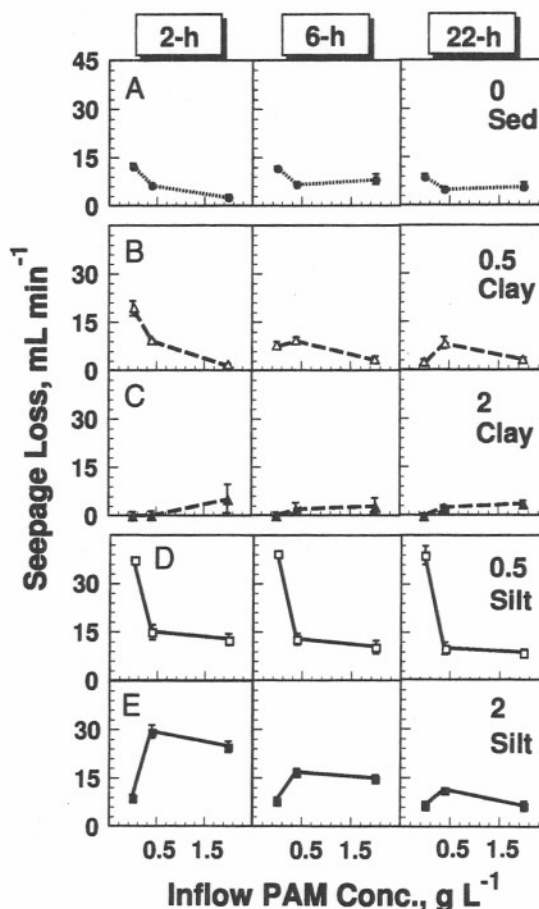 2-h 6-h 22-h
45
30
15
0
A
0
Sed
30
15
0
B
0.5
Clay
30
15
0
C
2
Clay
30
15
0
D
0.5
Silt
30
15
0
E
2
Silt
0.5 1.5 0.5 1.5 0.5 1.5
Seepage Loss, mL min⁻¹
Inflow PAM Conc., g L⁻¹